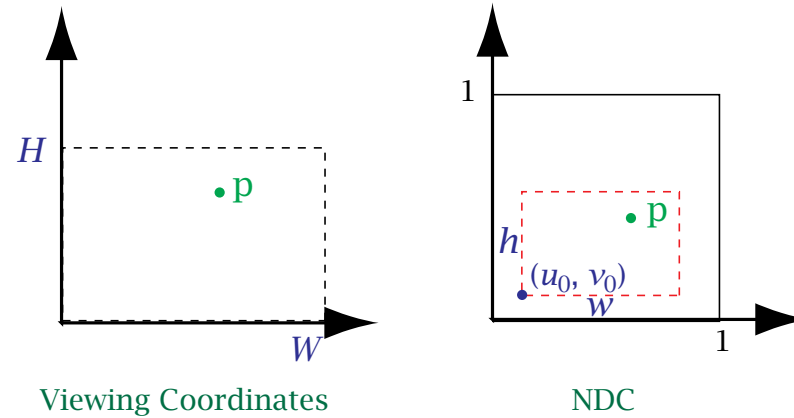 H
p
W
Viewing Coordinates
1
p
h
(u₀, v₀)
w
1
NDC